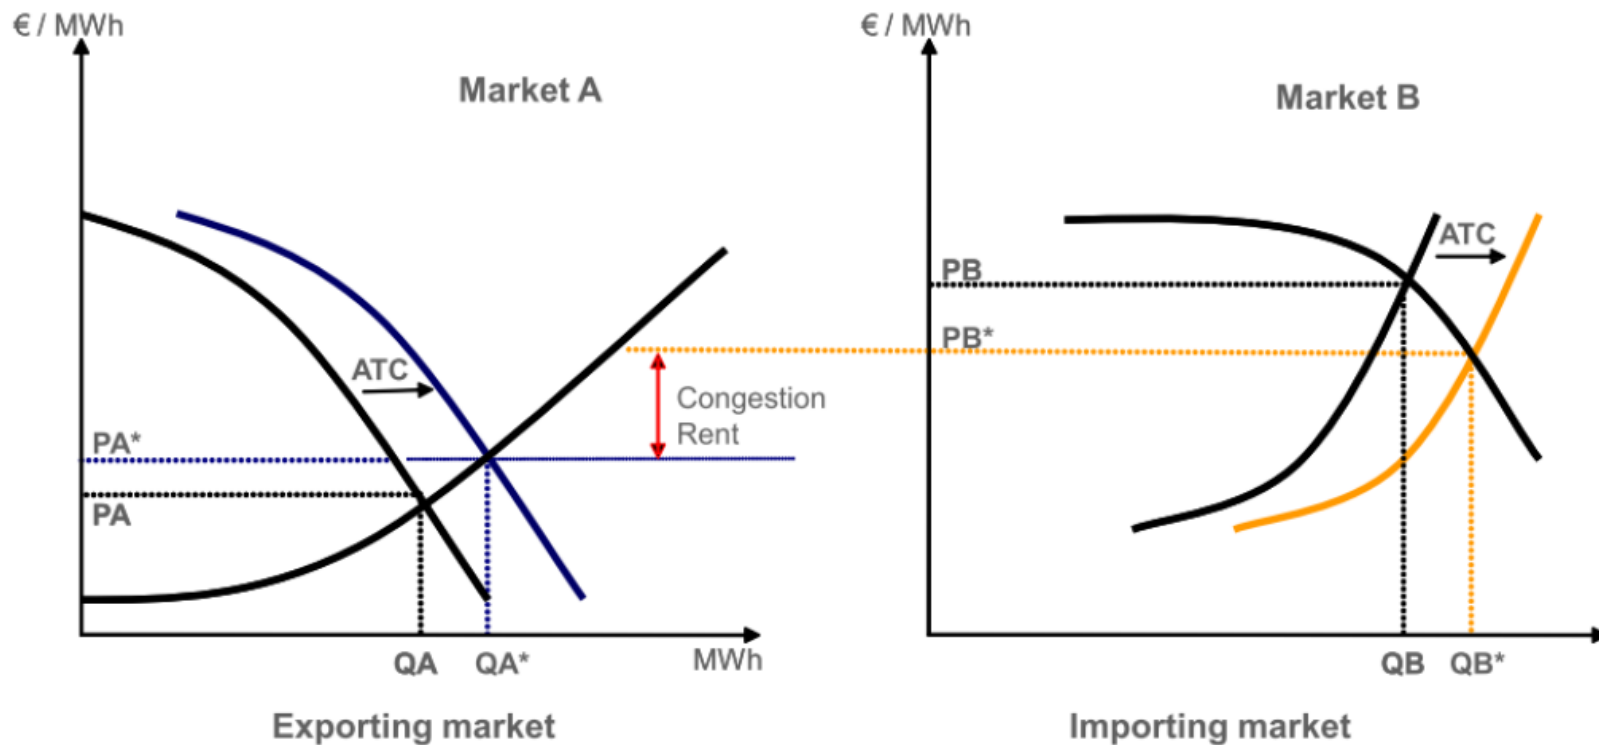 € / MWh
Market A
ATC
PA*
PA
Congestion
Rent
QA
QA*
MWh
Exporting market
€ / MWh
Market B
PB
ATC
PB*
QB
QB*
Importing market